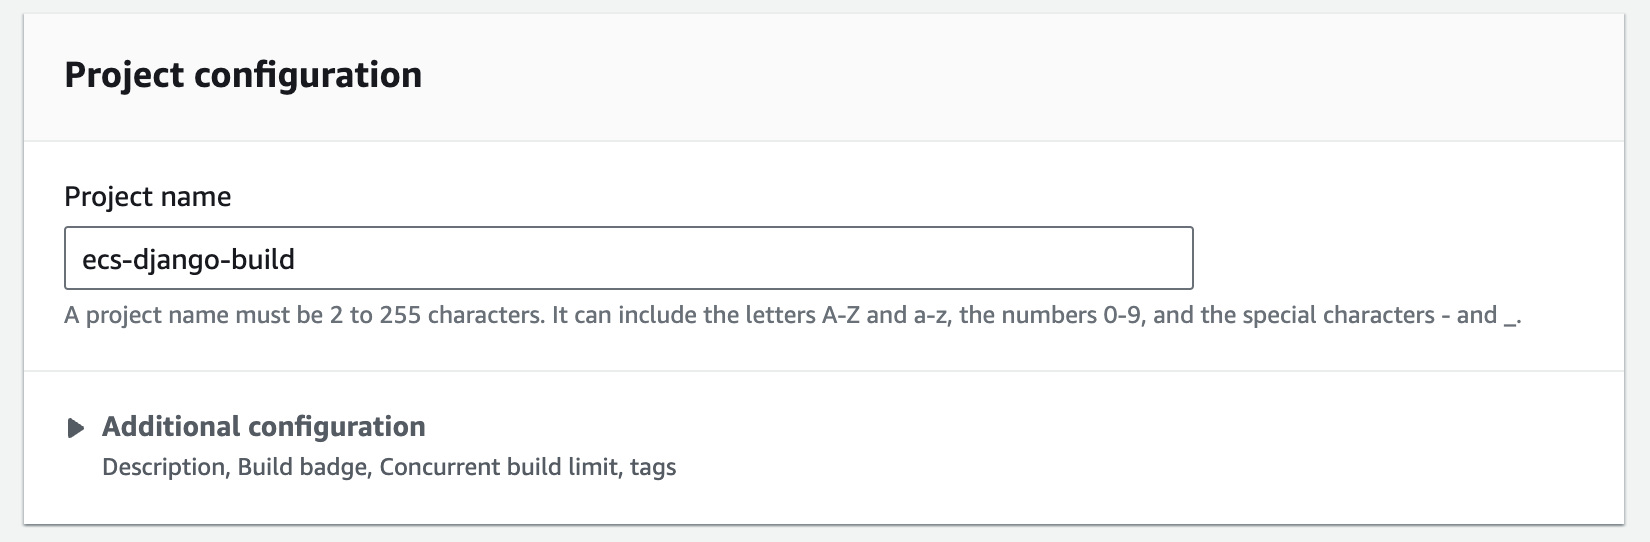 Project configuration
Project name
ecs-django-build
A project name must be 2 to 255 characters. It can include the letters A-Z and a-z, the numbers 0-9, and the special characters - and _.
Additional configuration
Description, Build badge, Concurrent build limit, tags